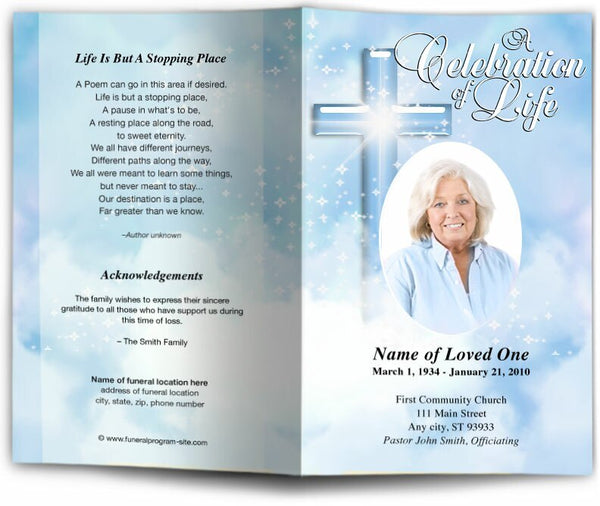 Life Is But A Stopping Place
A Poem can go in this area if desired.
Life is but a stopping place,
A pause in what's to be,
A resting place along the road,
to sweet eternity.
We all have different journeys,
Different paths along the way,
We all were meant to learn some things,
but never meant to stay...
Our destination is a place,
Far greater than we know.
–Author unknown
Acknowledgements
The family wishes to express their sincere
gratitude to all those who have support us during
this time of loss.
– The Smith Family
Name of funeral location here
address of funeral location
city, state, zip, phone number
© www.funeralprogram-site.com
A
Celebration
of Life
Name of Loved One
March 1, 1934 - January 21, 2010
First Community Church
111 Main Street
Any city, ST 93933
Pastor John Smith, Officiating